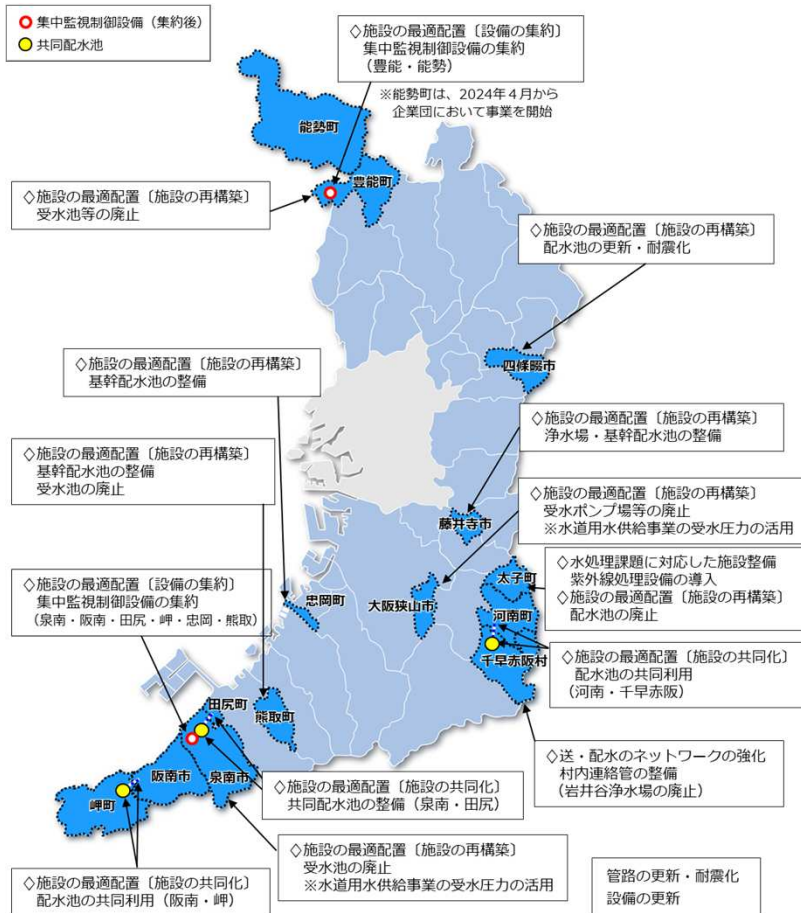 集中監視制御設備（集約後）
共同配水池
◇施設の最適配置〔設備の集約〕
集中監視制御設備の集約
（豊能・能勢）
※能勢町は、2024年４月から
企業団において事業を開始
能勢町
豊能町
◇施設の最適配置〔施設の再構築〕
受水池等の廃止
◇施設の最適配置〔施設の再構築〕
配水池の更新・耐震化
四條畷市
◇施設の最適配置〔施設の再構築〕
基幹配水池の整備
◇施設の最適配置〔施設の再構築〕
浄水場・基幹配水池の整備
◇施設の最適配置〔施設の再構築〕
基幹配水池の整備
受水池の廃止
◇施設の最適配置〔施設の再構築〕
受水ポンプ場等の廃止
※水道用水供給事業の受水圧力の活用
藤井寺市
◇水処理課題に対応した施設整備
紫外線処理設備の導入
◇施設の最適配置〔施設の再構築〕
配水池の廃止
太子町
◇施設の最適配置〔設備の集約〕
集中監視制御設備の集約
（泉南・阪南・田尻・岬・忠岡・熊取）
忠岡町
大阪狭山市
河南町
千早赤阪村
◇施設の最適配置〔施設の共同化〕
配水池の共同利用
（河南・千早赤阪）
田尻町
熊取町
◇送・配水のネットワークの強化
村内連絡管の整備
（岩井谷浄水場の廃止）
阪南市
泉南市
岬町
◇施設の最適配置〔施設の共同化〕
共同配水池の整備（泉南・田尻）
◇施設の最適配置〔施設の再構築〕
受水池の廃止
※水道用水供給事業の受水圧力の活用
◇施設の最適配置〔施設の共同化〕
配水池の共同利用（阪南・岬）
管路の更新・耐震化
設備の更新